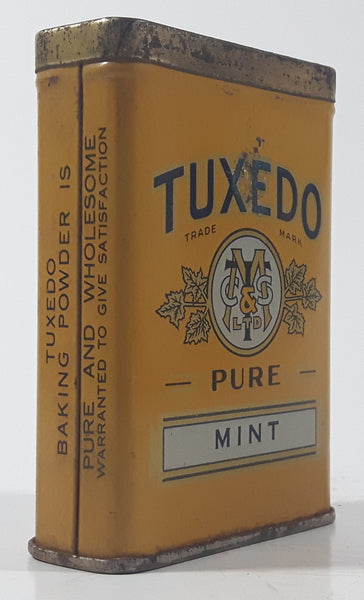 TUXEDO
BAKING POWDER IS
PURE AND WHOLESOME
WARRANTED TO GIVE SATISFACTION
TUXEDO
TRADE MARK
& 
LTD
PURE
MINT